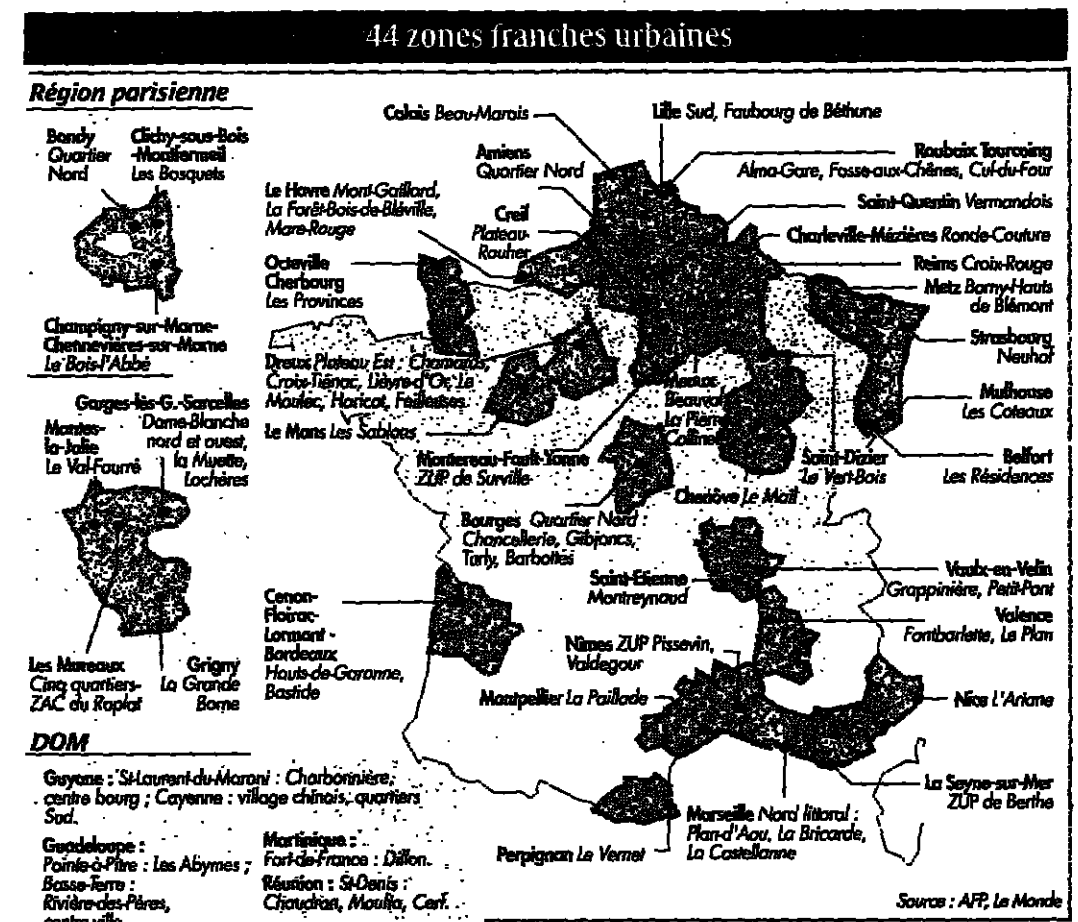 44 zones franches urbaines
Région parisienne
Bondy
Quartier
Nord
Clichy-sous-Bois
-Montfermeil
Les Bosquets
Champigny-sur-Marne-
Chennevières-sur-Marne
Le Bois-l'Abbé
Garges-lès-G.-Sarcelles
Dame-Blanche
nord et ouest,
la Muette,
Lochères
Mantes-
la-Jolie
Le Val-Fourré
Les Mureaux
Cinq quartiers-
ZAC du Roplat
Grigny
La Grande
Borne
DOM
Guyane : St-Laurent-du-Maroni : Charbonnière,
centre bourg ; Cayenne : village chinois, quartiers
Sud.
Guadeloupe :
Pointe-à-Pitre : Les Abymes ;
Basse-Terre :
Rivière-des-Pères,
centre ville
Martinique :
Fort-de-France : Dillon.
Réunion : St-Denis :
Chaudron, Moufia, Cerf.
Calais Beau-Marais
Lille Sud, Faubourg de Béthune
Amiens
Quartier Nord
Roubaix Tourcoing
Alma-Gare, Fosse-aux-Chênes, Cul-du-Four
Le Havre Mont-Gaillard,
La Forêt-Bois-de-Bléville,
Mare-Rouge
Creil
Plateau-
Rouher
Saint-Quentin Vermandois
Charleville-Mézières Ronde-Couture
Octeville
Cherbourg
Les Provinces
Reims Croix-Rouge
Metz Borny-Hauts
de Blémont
Strasbourg
Neuhof
Dreux Plateau Est : Chamards,
Croix-Tiénac, Lièvre-d'Or, Le
Moulec, Haricot, Feilleuses
Meaux
Beauval
La Pierre
Collinet
Mulhouse
Les Coteaux
Le Mans Les Sablons
Montereau-Fault-Yonne
ZUP de Surville
Saint-Dizier
Le Vert-Bois
Belfort
Les Résidences
Chenôve Le Mail
Bourges Quartier Nord :
Chancellerie, Gibjoncs,
Turly, Barbottes
Saint-Etienne
Montreynaud
Vaulx-en-Velin
Grappinière, Petit-Pont
Cenon-
Floirac-
Lormont -
Bordeaux
Hauts-de-Garonne,
Bastide
Valence
Fontbarlette, Le Plan
Nîmes ZUP Pissevin,
Valdegour
Montpellier La Paillade
Nice L'Ariane
La Seyne-sur-Mer
ZUP de Berthe
Marseille Nord littoral :
Plan-d'Aou, La Bricarde,
La Castellanne
Perpignan Le Vernet
Source : AFP, Le Monde